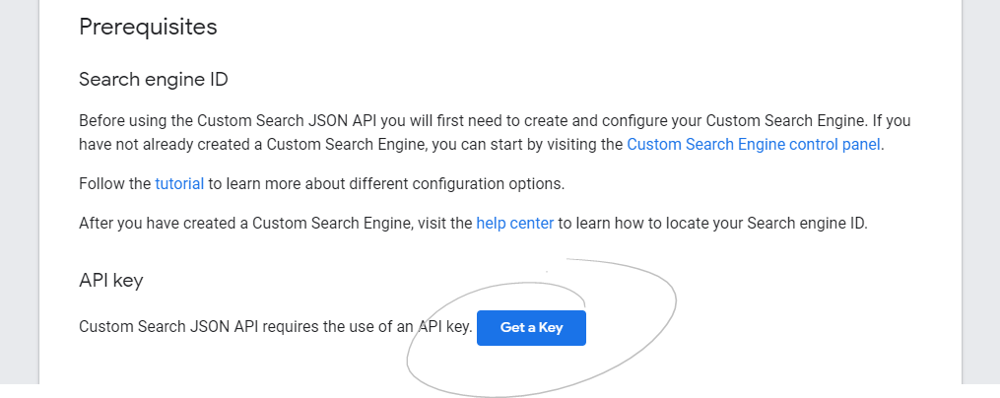 Prerequisites
Search engine ID
Before using the Custom Search JSON API you will first need to create and configure your Custom Search Engine. If you
have not already created a Custom Search Engine, you can start by visiting the Custom Search Engine control panel.
Follow the tutorial to learn more about different configuration options.
After you have created a Custom Search Engine, visit the help center to learn how to locate your Search engine ID.
API key
Custom Search JSON API requires the use of an API key. Get a Key